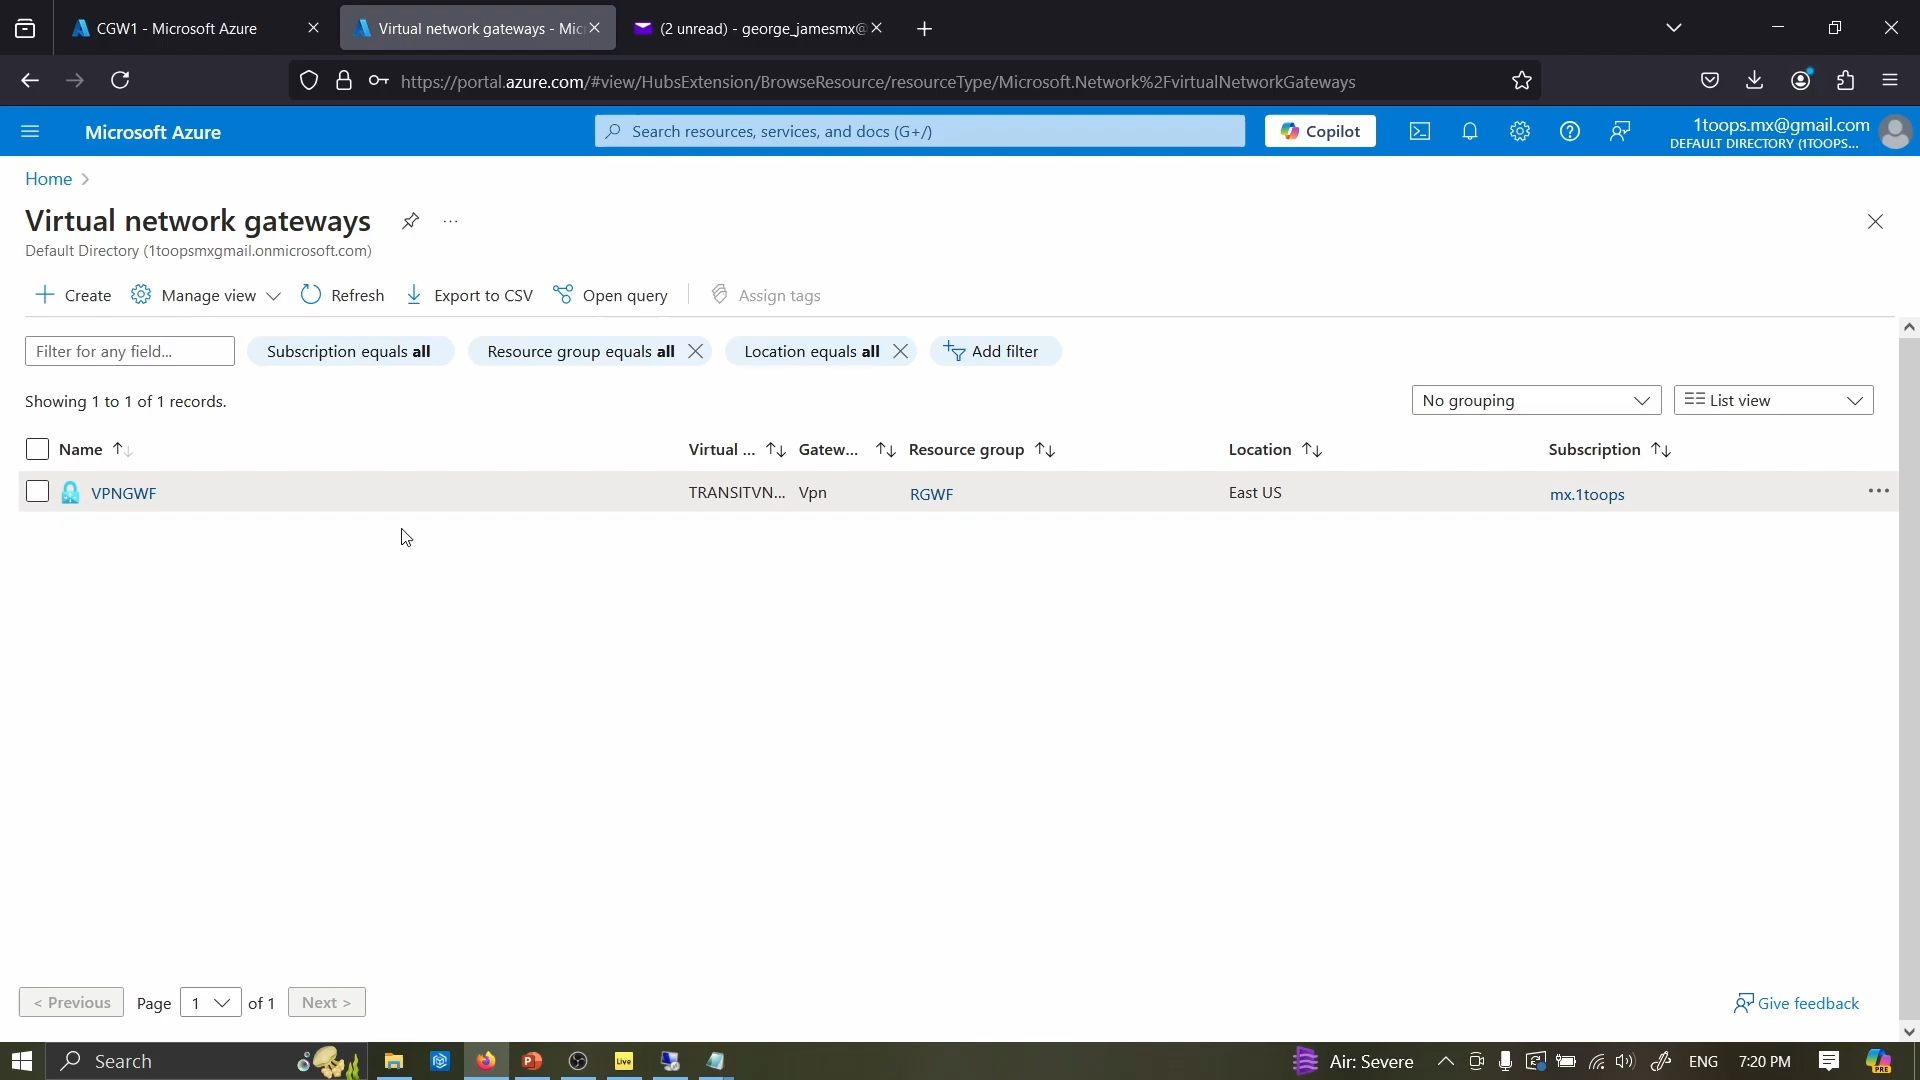 CGW1 - Microsoft Azure
Virtual network gateways - Mic
(2 unread) - george_jamesmx@
https://portal.azure.com/#view/HubsExtension/BrowseResource/resourceType/Microsoft.Network%2FvirtualNetworkGateways
Microsoft Azure
Search resources, services, and docs (G+/)
Copilot
1toops.mx@gmail.com
DEFAULT DIRECTORY (1TOOPS...
Home
Virtual network gateways
Default Directory (1toopsmxgmail.onmicrosoft.com)
Create Manage view Refresh Export to CSV Open query Assign tags
Filter for any field... Subscription equals all Resource group equals all Location equals all Add filter
Showing 1 to 1 of 1 records.
No grouping List view
Name Virtual ... Gatew... Resource group Location Subscription
VPNGWF TRANSITVN... Vpn RGWF East US mx.1toops
< Previous Page 1 of 1 Next >
Give feedback
Search
Live
Air: Severe ENG 7:20 PM
PRE